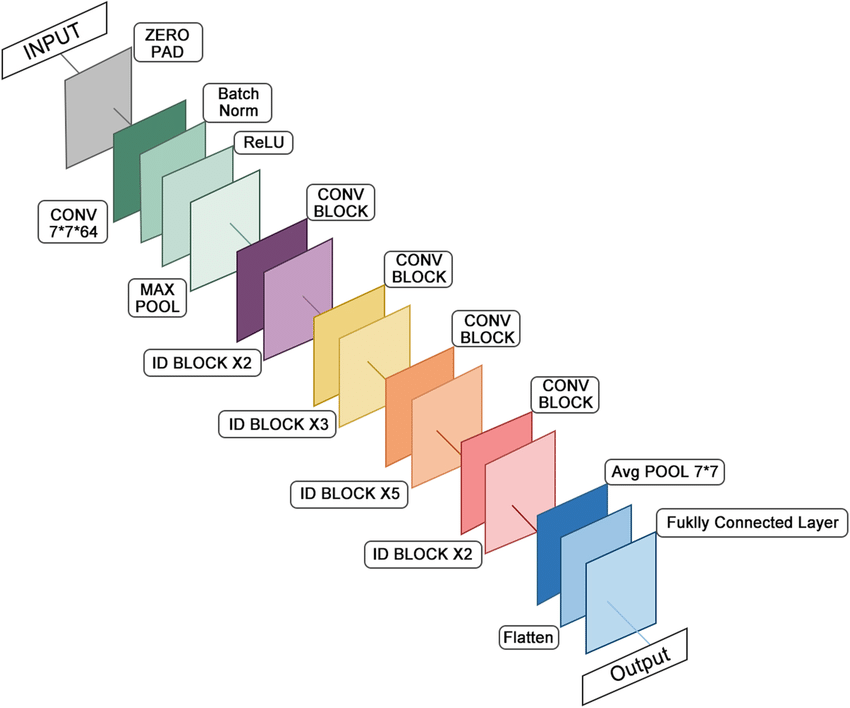 INPUT
ZERO
PAD
Batch
Norm
ReLU
CONV
7*7*64
MAX
POOL
CONV
BLOCK
ID BLOCK X2
CONV
BLOCK
ID BLOCK X3
CONV
BLOCK
ID BLOCK X5
CONV
BLOCK
ID BLOCK X2
Avg POOL 7*7
Flatten
Fuklly Connected Layer
Output